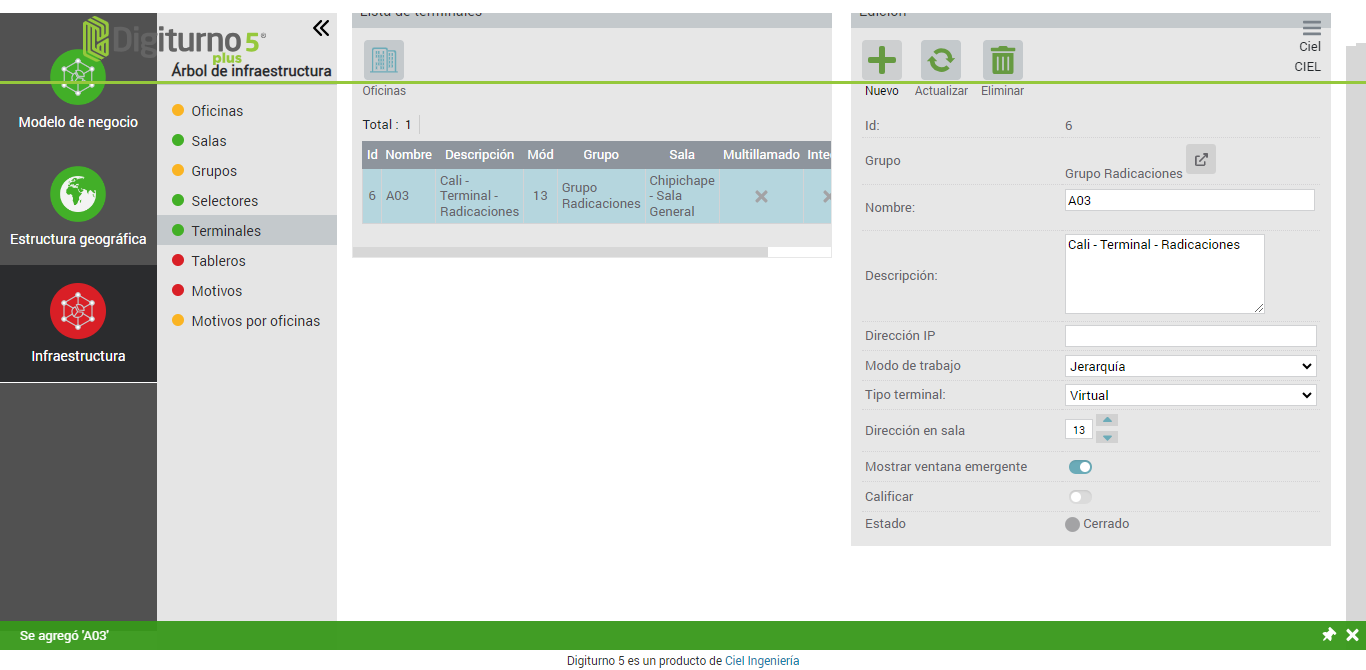 Digiturno 5®
plus
Árbol de infraestructura
Modelo de negocio
Estructura geográfica
Infraestructura
Oficinas
Salas
Grupos
Selectores
Terminales
Tableros
Motivos
Motivos por oficinas
Lista de terminales
Oficinas
Total : 1
Id Nombre Descripción Mód Grupo Sala Multillamado Inte
6 A03 Cali - Terminal - Radicaciones 13 Grupo Radicaciones Chipichape - Sala General
Edición
Ciel
CIEL
Nuevo Actualizar Eliminar
Id: 6
Grupo Grupo Radicaciones
Nombre: A03
Descripción: Cali - Terminal - Radicaciones
Dirección IP
Modo de trabajo Jerarquía
Tipo terminal: Virtual
Dirección en sala 13
Mostrar ventana emergente
Calificar
Estado Cerrado
Se agregó 'A03'
Digiturno 5 es un producto de Ciel Ingeniería